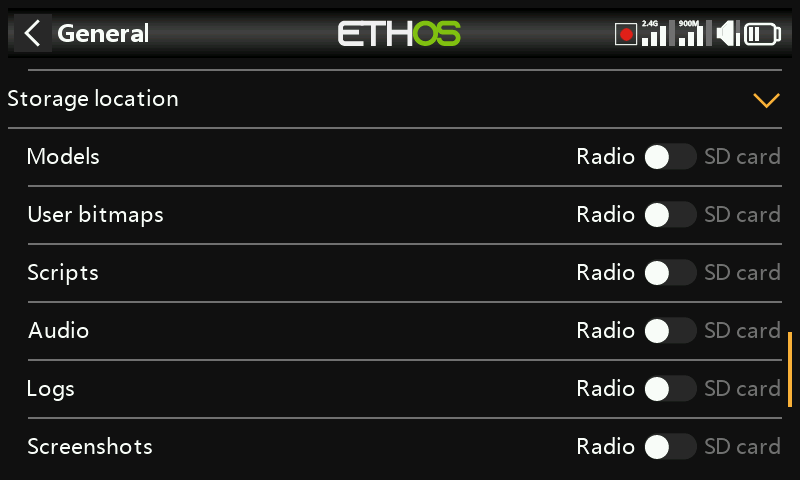 General
ETHOS
2.4G
900M
Storage location
Models Radio SD card
User bitmaps Radio SD card
Scripts Radio SD card
Audio Radio SD card
Logs Radio SD card
Screenshots Radio SD card